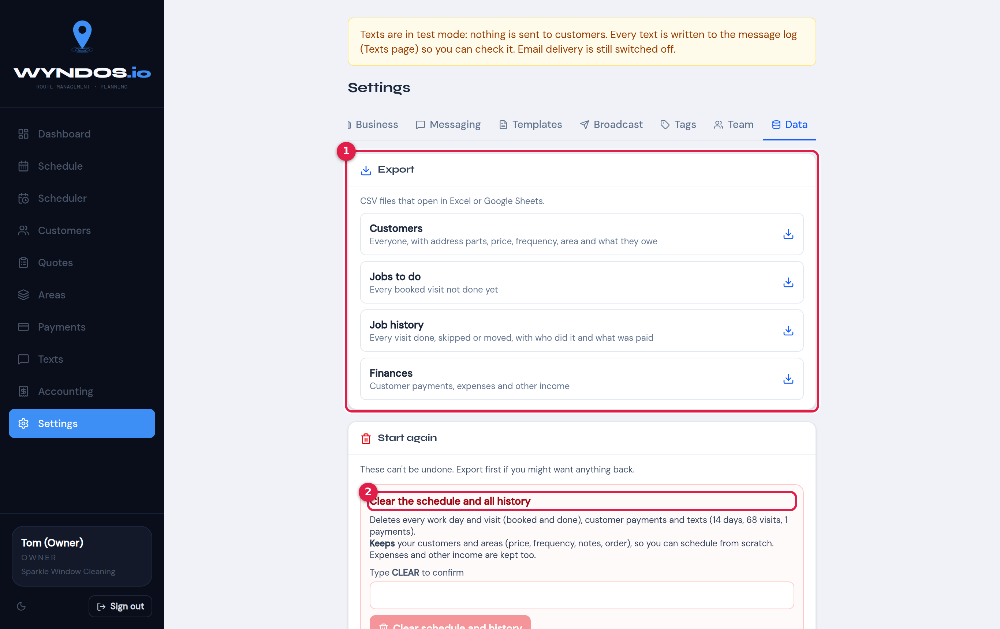 WYNDOS.io
ROUTE MANAGEMENT · PLANNING
Dashboard
Schedule
Scheduler
Customers
Quotes
Areas
Payments
Texts
Accounting
Settings
Tom (Owner)
OWNER
Sparkle Window Cleaning
Sign out
Texts are in test mode: nothing is sent to customers. Every text is written to the message log
(Texts page) so you can check it. Email delivery is still switched off.
Settings
Business
Messaging
Templates
Broadcast
Tags
Team
Data
1
Export
CSV files that open in Excel or Google Sheets.
Customers
Everyone, with address parts, price, frequency, area and what they owe
Jobs to do
Every booked visit not done yet
Job history
Every visit done, skipped or moved, with who did it and what was paid
Finances
Customer payments, expenses and other income
Start again
These can't be undone. Export first if you might want anything back.
2
Clear the schedule and all history
Deletes every work day and visit (booked and done), customer payments and texts (14 days, 68 visits, 1
payments).
Keeps your customers and areas (price, frequency, notes, order), so you can schedule from scratch.
Expenses and other income are kept too.
Type CLEAR to confirm
Clear schedule and history